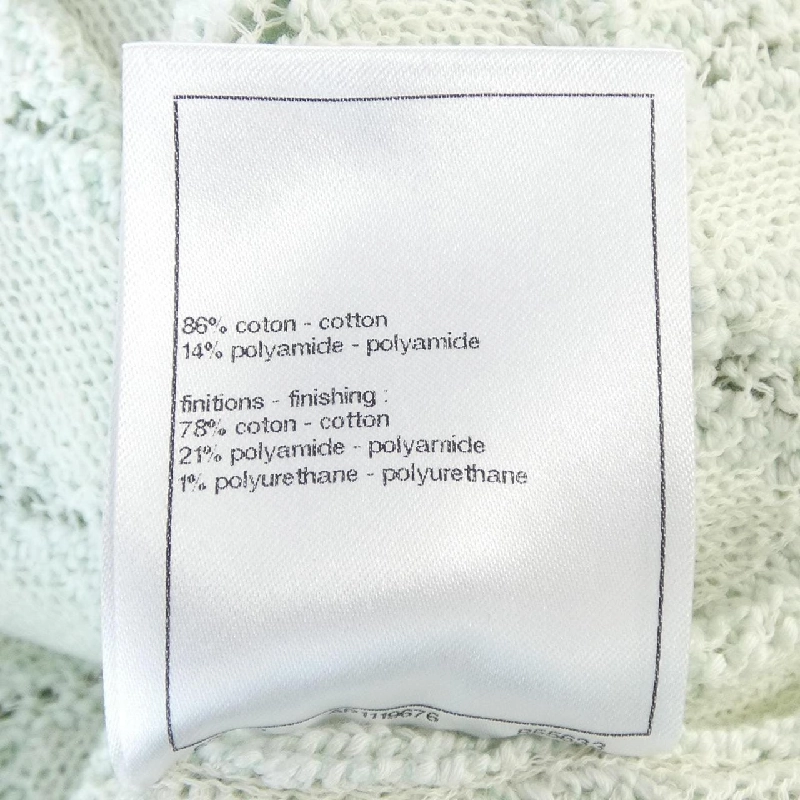 86% coton - cotton
14% polyamide - polyamide
finitions - finishing :
78% coton - cotton
21% polyamide - polyamide
1% polyurethane - polyurethane